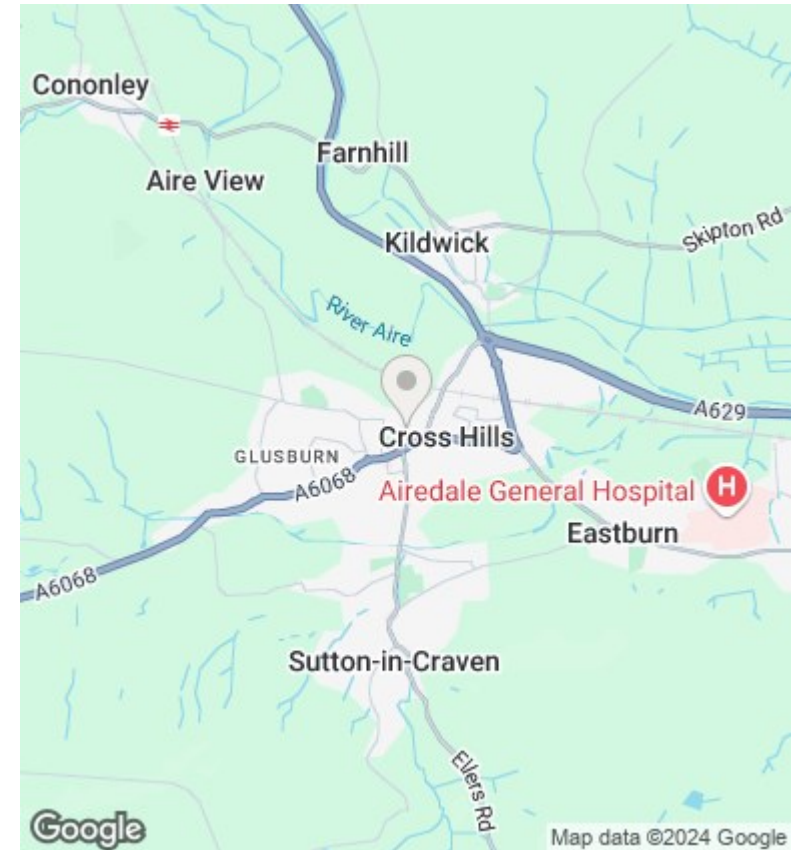 Cononley
Farnhill
Aire View
Kildwick
Skipton Rd
River Aire
A629
Cross Hills
GLUSBURN
A6068
Airedale General Hospital
H
Eastburn
A6068
Sutton-in-Craven
Ellers Rd
Google
Map data ©2024 Google